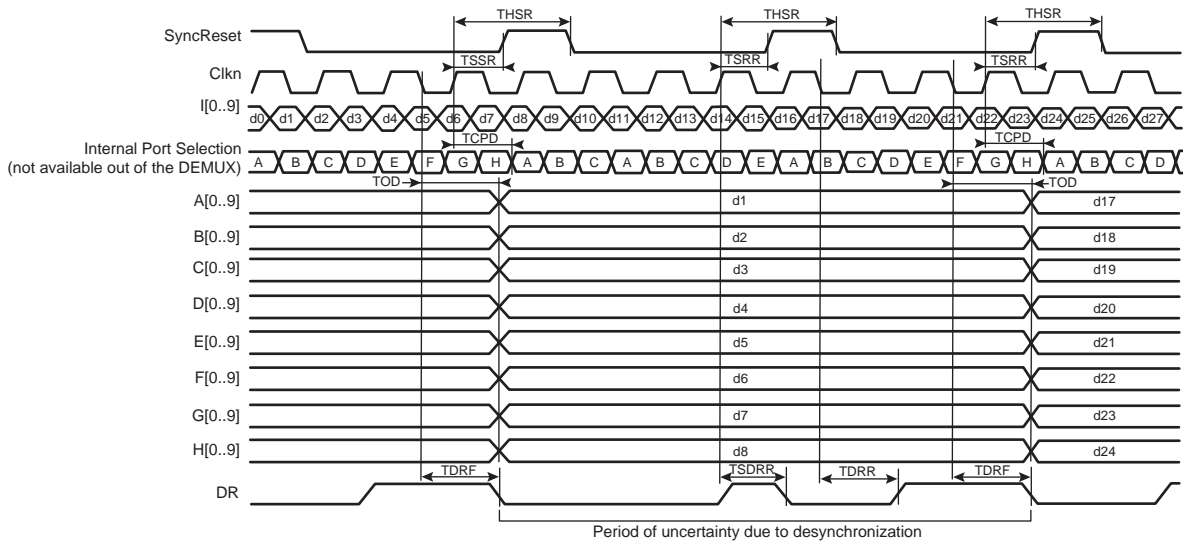 THSR THSR THSR
SyncReset
TSSR TSRR TSRR
Clkn
I[0..9]
d0 d1 d2 d3 d4 d5 d6 d7 d8 d9 d10 d11 d12 d13 d14 d15 d16 d17 d18 d19 d20 d21 d22 d23 d24 d25 d26 d27
TCPD TCPD
Internal Port Selection
(not available out of the DEMUX)
A B C D E F G H A B C A B C D E A B C D E F G H A B C D
TOD TOD
A[0..9] d1 d17
B[0..9] d2 d18
C[0..9] d3 d19
D[0..9] d4 d20
E[0..9] d5 d21
F[0..9] d6 d22
G[0..9] d7 d23
H[0..9] d8 d24
TDRF TSDRR TDRR TDRF
DR
Period of uncertainty due to desynchronization